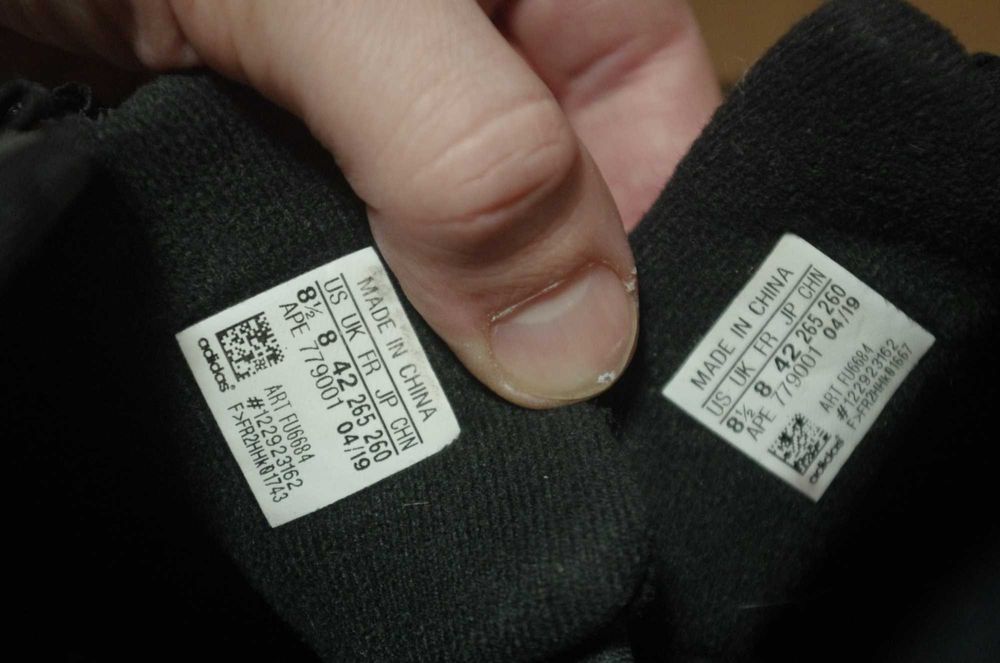 MADE IN CHINA
US UK FR JP CHN
8½ 8 42 265 260
APE 779001 04/19
ART FU6684
#122923162
F>FR2HHK01743
adidas
MADE IN CHINA
US UK FR JP CHN
8½ 8 42 265 260
APE 779001 04/19
ART FU6684
#122923162
F>FR2HHK01667
adidas